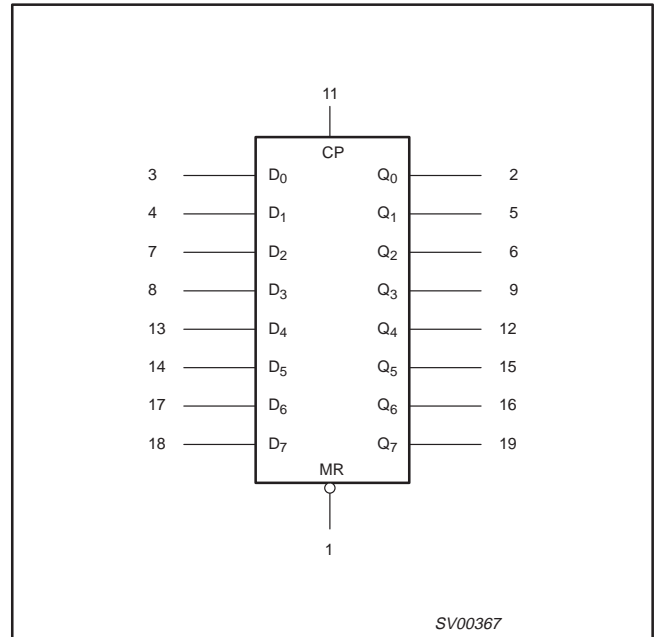 11
CP
3 D0 Q0 2
4 D1 Q1 5
7 D2 Q2 6
8 D3 Q3 9
13 D4 Q4 12
14 D5 Q5 15
17 D6 Q6 16
18 D7 Q7 19
MR
1
SV00367